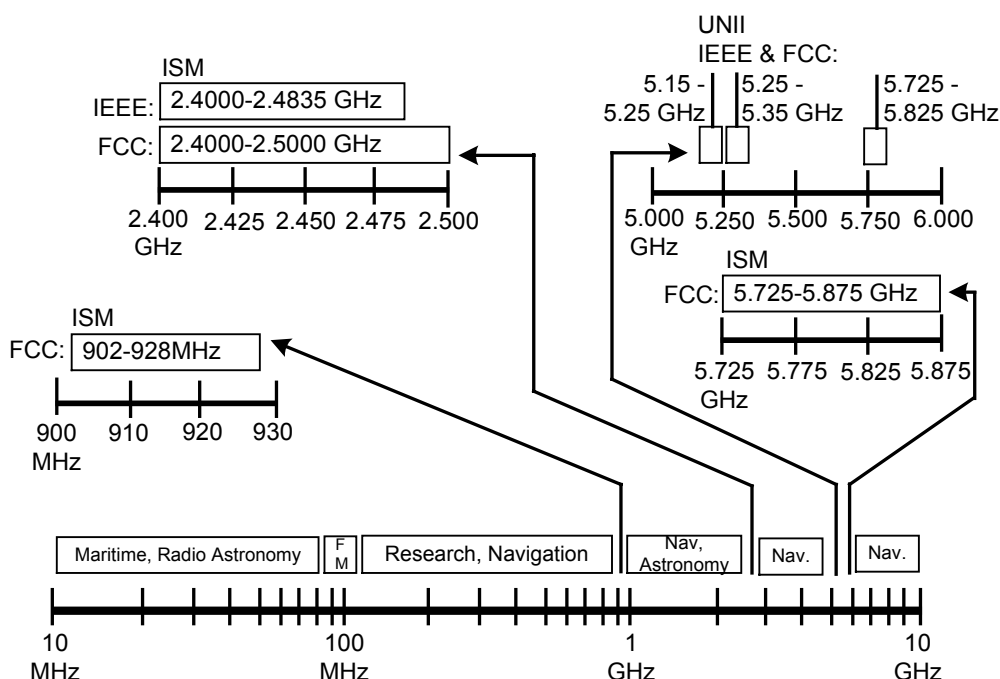 UNII
IEEE & FCC:
ISM
IEEE: 2.4000-2.4835 GHz
FCC: 2.4000-2.5000 GHz
2.400 2.425 2.450 2.475 2.500
GHz
5.15 - 5.25 - 5.725 -
5.25 GHz 5.35 GHz 5.825 GHz
5.000 5.250 5.500 5.750 6.000
GHz
ISM
FCC: 5.725-5.875 GHz
5.725 5.775 5.825 5.875
GHz
ISM
FCC: 902-928MHz
900 910 920 930
MHz
Maritime, Radio Astronomy
F
M
Research, Navigation
Nav,
Astronomy
Nav.
Nav.
10 100 1 10
MHz MHz GHz GHz